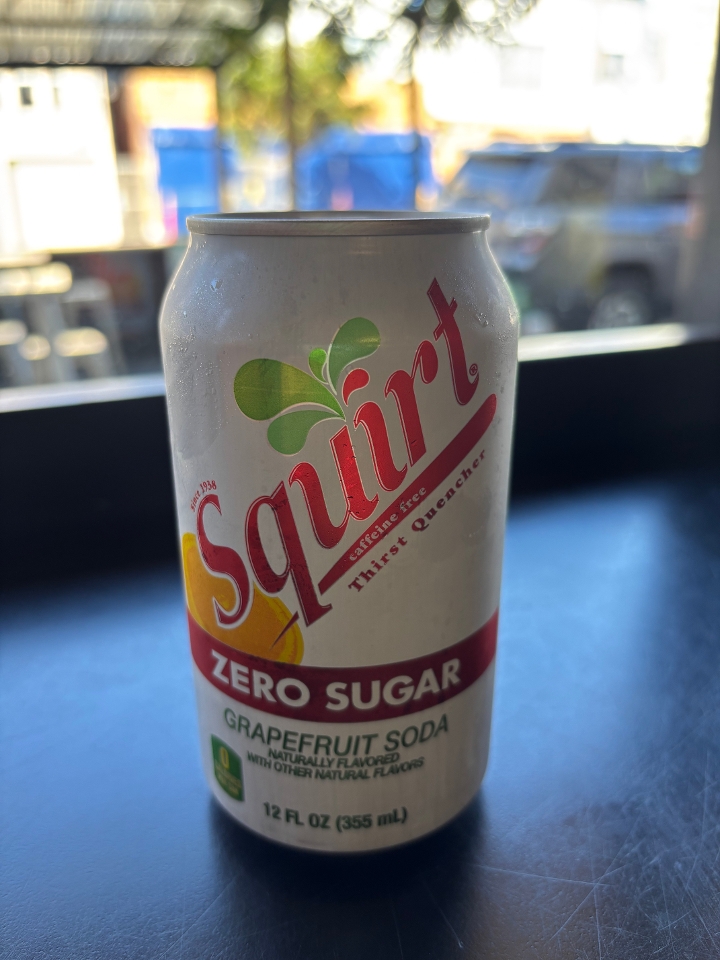 since 1938
Squirt®
caffeine free
Thirst Quencher
ZERO SUGAR
GRAPEFRUIT SODA
NATURALLY FLAVORED
WITH OTHER NATURAL FLAVORS
0
12 FL OZ (355 mL)